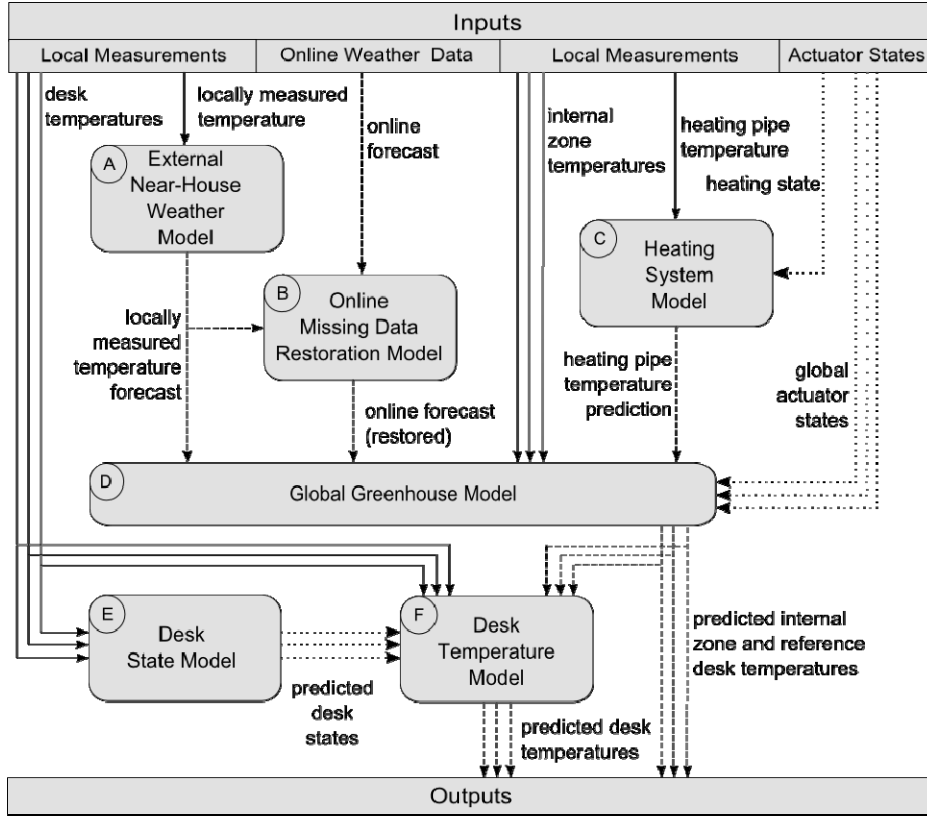 Inputs
Local Measurements
Online Weather Data
Local Measurements
Actuator States
desk
temperatures
locally measured
temperature
online
forecast
internal
zone
temperatures
heating pipe
temperature
heating state
A
External
Near-House
Weather
Model
C
Heating
System
Model
B
Online
Missing Data
Restoration Model
locally
measured
temperature
forecast
heating pipe
temperature
prediction
global
actuator
states
online forecast
(restored)
D
Global Greenhouse Model
E
Desk
State Model
F
Desk
Temperature
Model
predicted internal
zone and reference
desk temperatures
predicted
desk
states
predicted desk
temperatures
Outputs